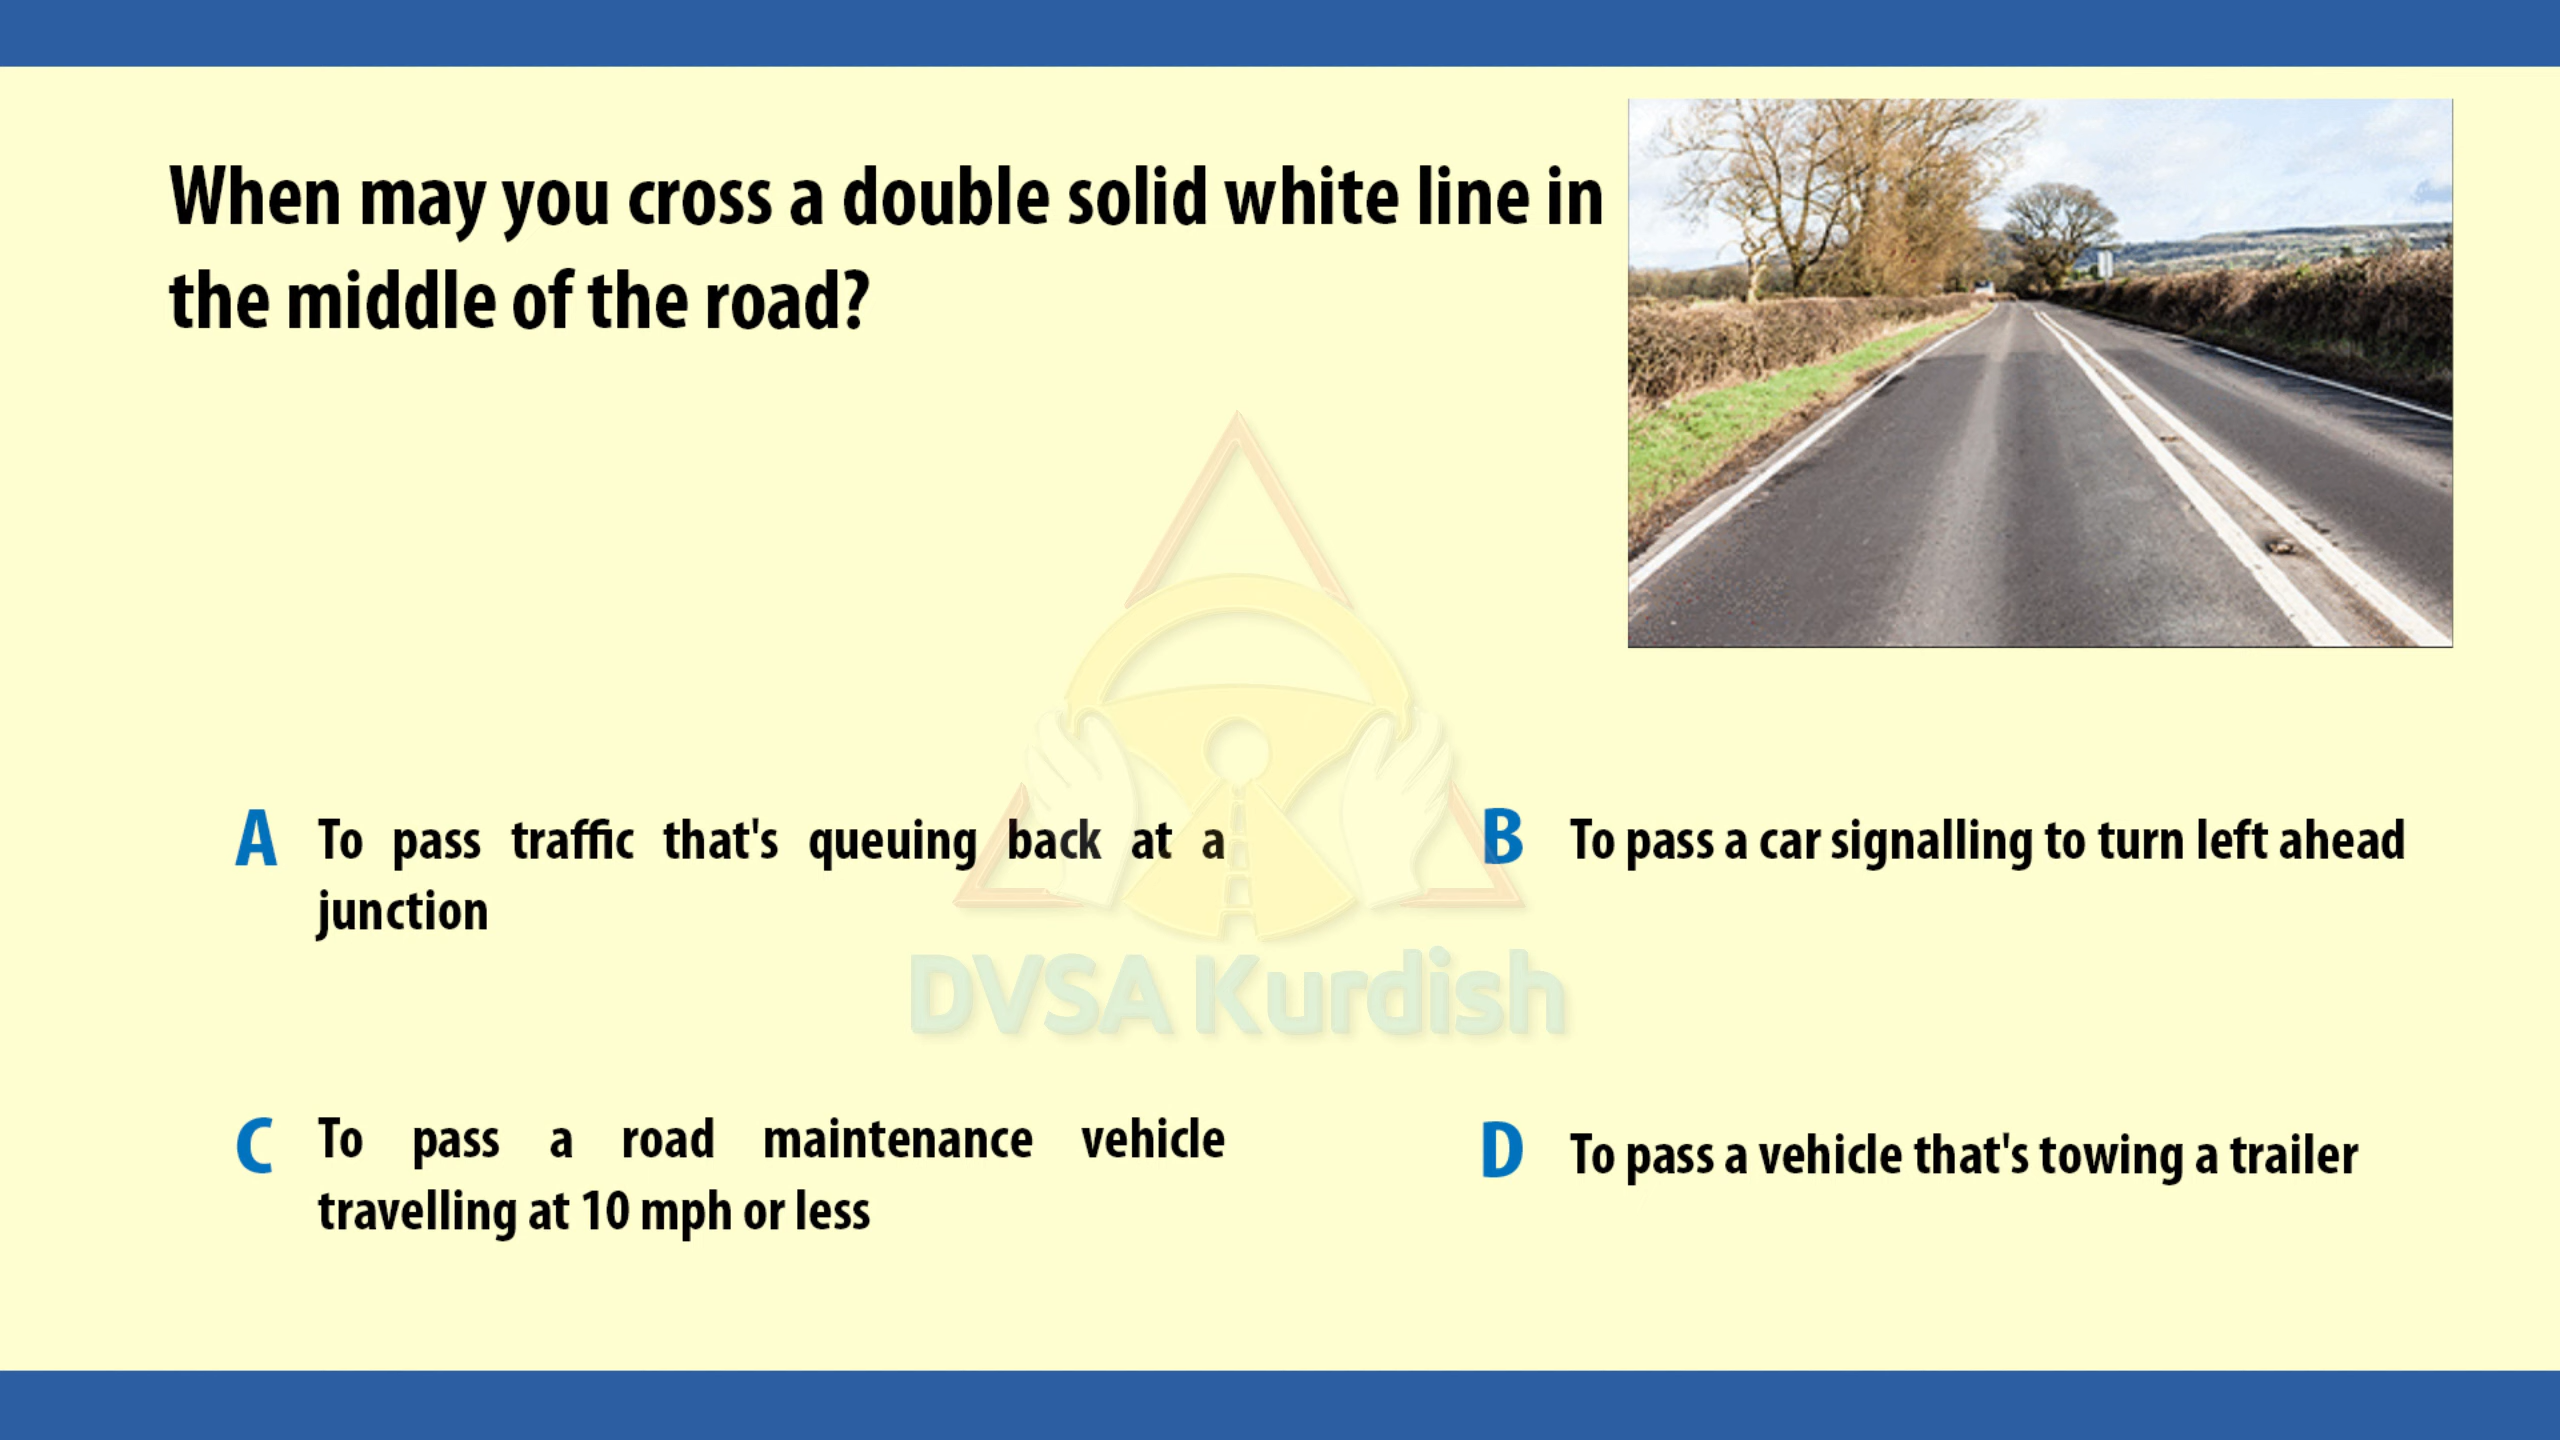 When may you cross a double solid white line in
the middle of the road?
A To pass traffic that's queuing back at a
junction
B To pass a car signalling to turn left ahead
DVSA Kurdish
C To pass a road maintenance vehicle
travelling at 10 mph or less
D To pass a vehicle that's towing a trailer